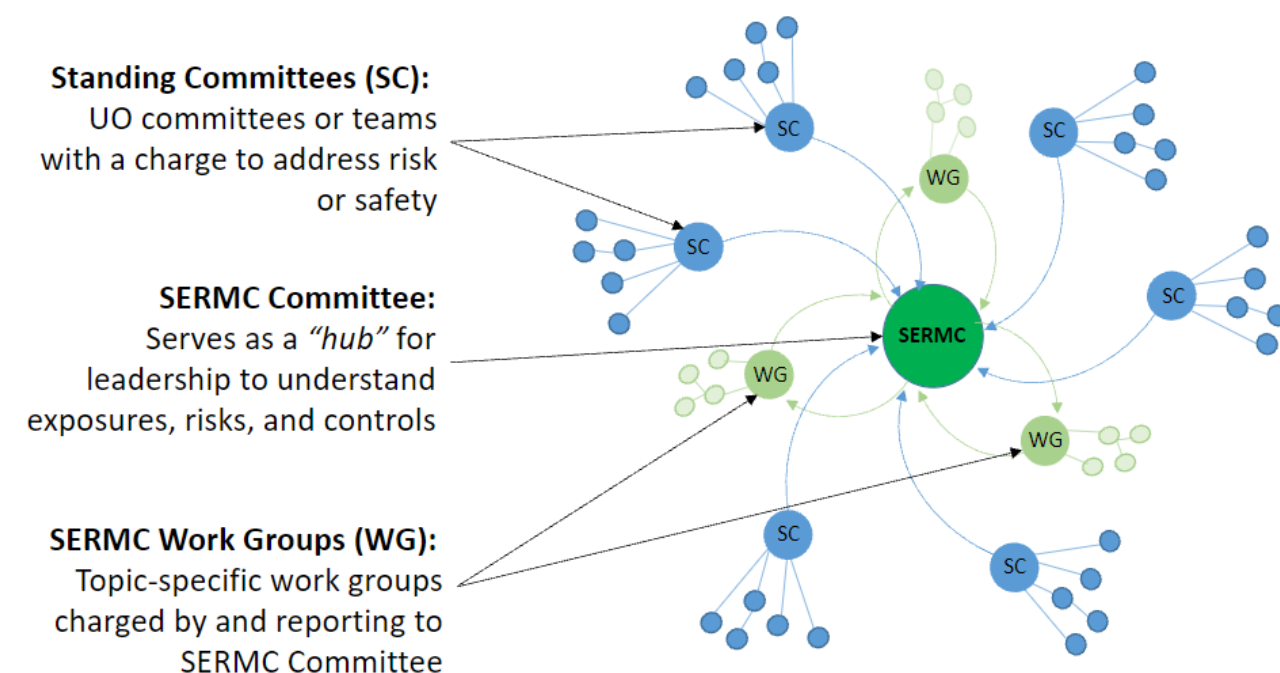 Standing Committees (SC):
UO committees or teams
with a charge to address risk
or safety
SERMC Committee:
Serves as a “hub” for
leadership to understand
exposures, risks, and controls
SERMC Work Groups (WG):
Topic-specific work groups
charged by and reporting to
SERMC Committee
SC
SC
WG
SC
SC
SERMC
WG
WG
SC
SC